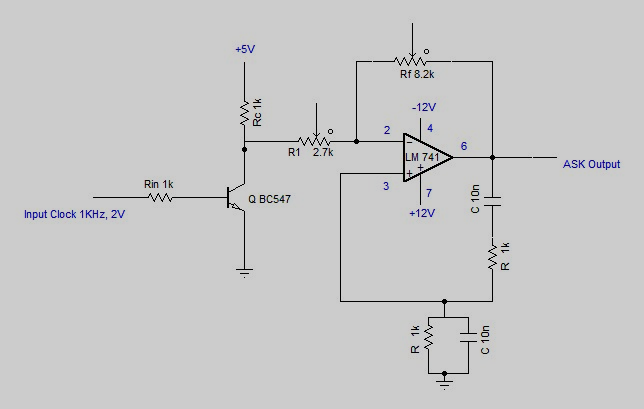 +5V
Rc 1k
Rf 8.2k
-12V
4
2
R1 2.7k
LM 741
6
ASK Output
3
7
+12V
Rin 1k
Q BC547
Input Clock 1KHz, 2V
C 10n
R 1k
R 1k
C 10n